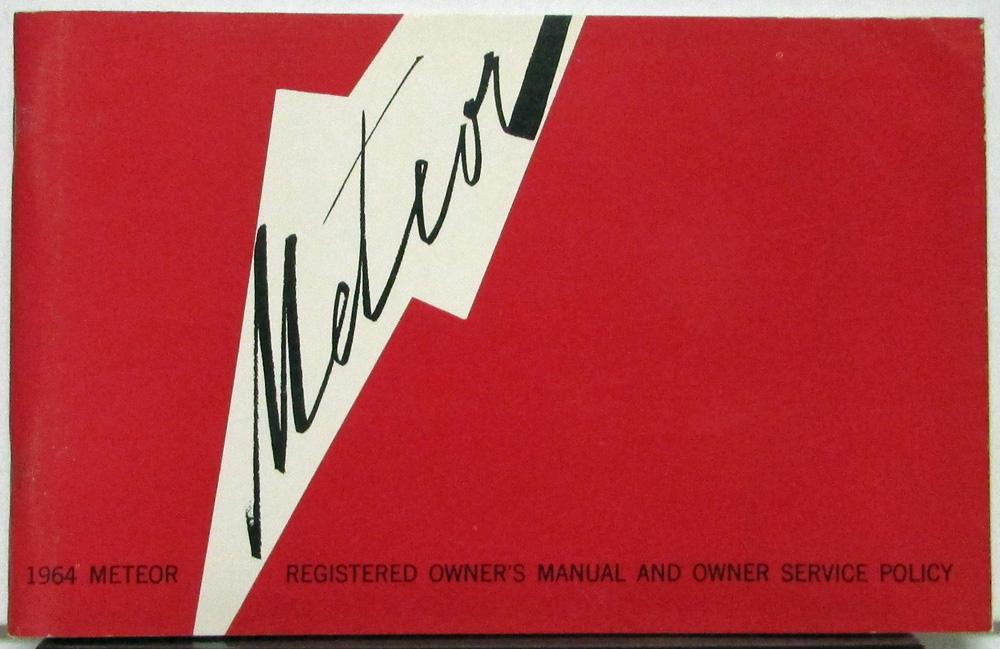 Meteor
1964 METEOR REGISTERED OWNER'S MANUAL AND OWNER SERVICE POLICY